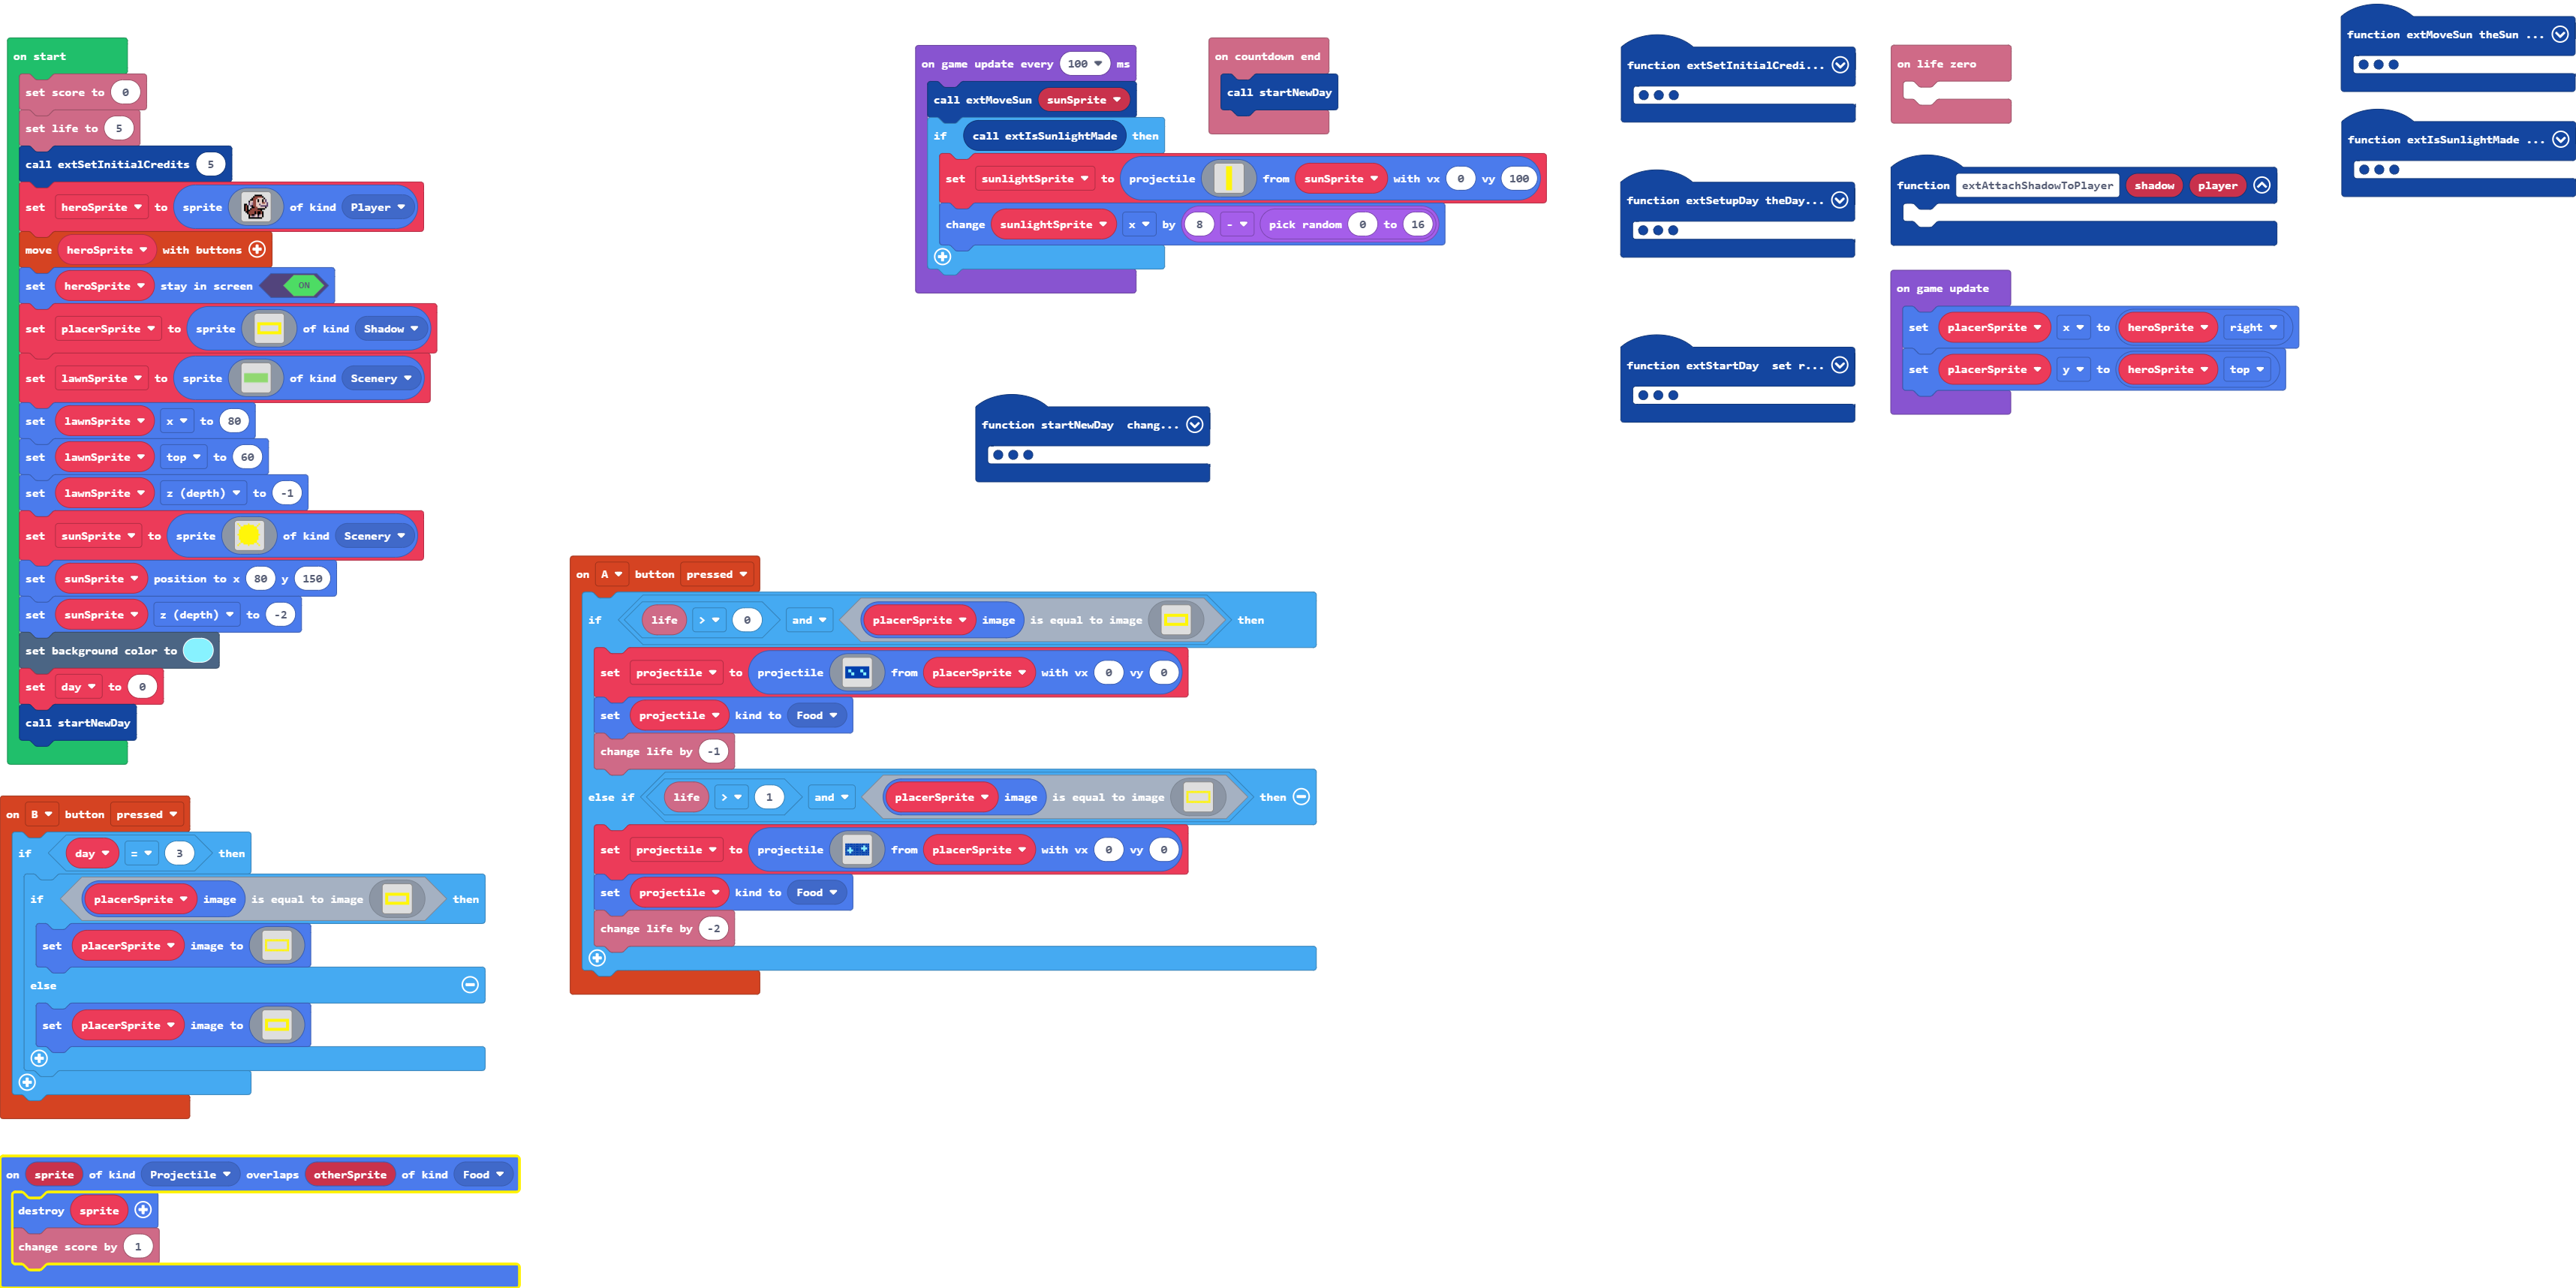 on start
set score to 0
set life to 5
call extSetInitialCredits 5
set heroSprite to sprite of kind Player
move heroSprite with buttons
set heroSprite stay in screen ON
set placerSprite to sprite of kind Shadow
set lawnSprite to sprite of kind Scenery
set lawnSprite x to 80
set lawnSprite top to 60
set lawnSprite z (depth) to -1
set sunSprite to sprite of kind Scenery
set sunSprite position to x 80 y 150
set sunSprite z (depth) to -2
set background color to
set day to 0
call startNewDay
on B button pressed
if day = 3 then
if placerSprite image is equal to image then
set placerSprite image to
else
set placerSprite image to
on sprite of kind Projectile overlaps otherSprite of kind Food
destroy sprite
change score by 1
on game update every 100 ms
call extMoveSun sunSprite
if call extIsSunlightMade then
set sunlightSprite to projectile from sunSprite with vx 0 vy 100
change sunlightSprite x by 8 - pick random 0 to 16
on countdown end
call startNewDay
function startNewDay chang...
on A button pressed
if life > 0 and placerSprite image is equal to image then
set projectile to projectile from placerSprite with vx 0 vy 0
set projectile kind to Food
change life by -1
else if life > 1 and placerSprite image is equal to image then
set projectile to projectile from placerSprite with vx 0 vy 0
set projectile kind to Food
change life by -2
function extSetInitialCredi...
function extSetupDay theDay...
function extStartDay set r...
on life zero
function extAttachShadowToPlayer shadow player
on game update
set placerSprite x to heroSprite right
set placerSprite y to heroSprite top
function extMoveSun theSun ...
function extIsSunlightMade ...